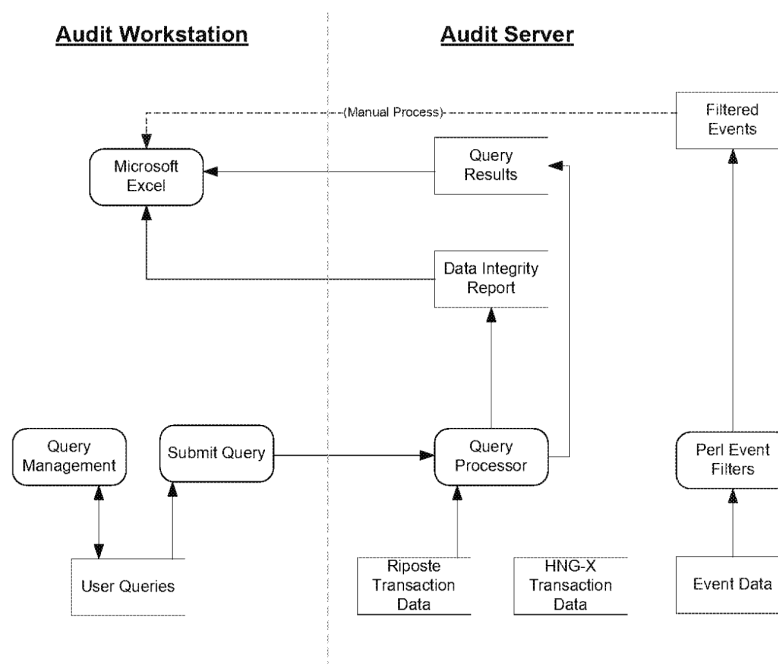 Audit Workstation
Audit Server
(Manual Process)
Filtered
Events
Microsoft
Excel
Query
Results
Data Integrity
Report
Query
Management
Submit Query
Query
Processor
Perl Event
Filters
User Queries
Riposte
Transaction
Data
HNG-X
Transaction
Data
Event Data